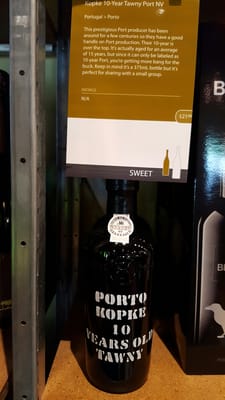 Kopke 10-Year Tawny Port NV
Portugal > Porto
This prestigious Port producer has been
around for a few centuries so they have a good
handle on Port production. Their 10-year is
over the top. It's actually aged for an average
of 15 years, but since it can only be labelled as
10-year Port, you're getting more bang for the
buck. Keep in mind it's a 375mL bottle but it's
perfect for sharing with a small group.
VINTAGE
N/A
SWEET
PORTO
KOPKE
10
YEARS OLD
TAWNY